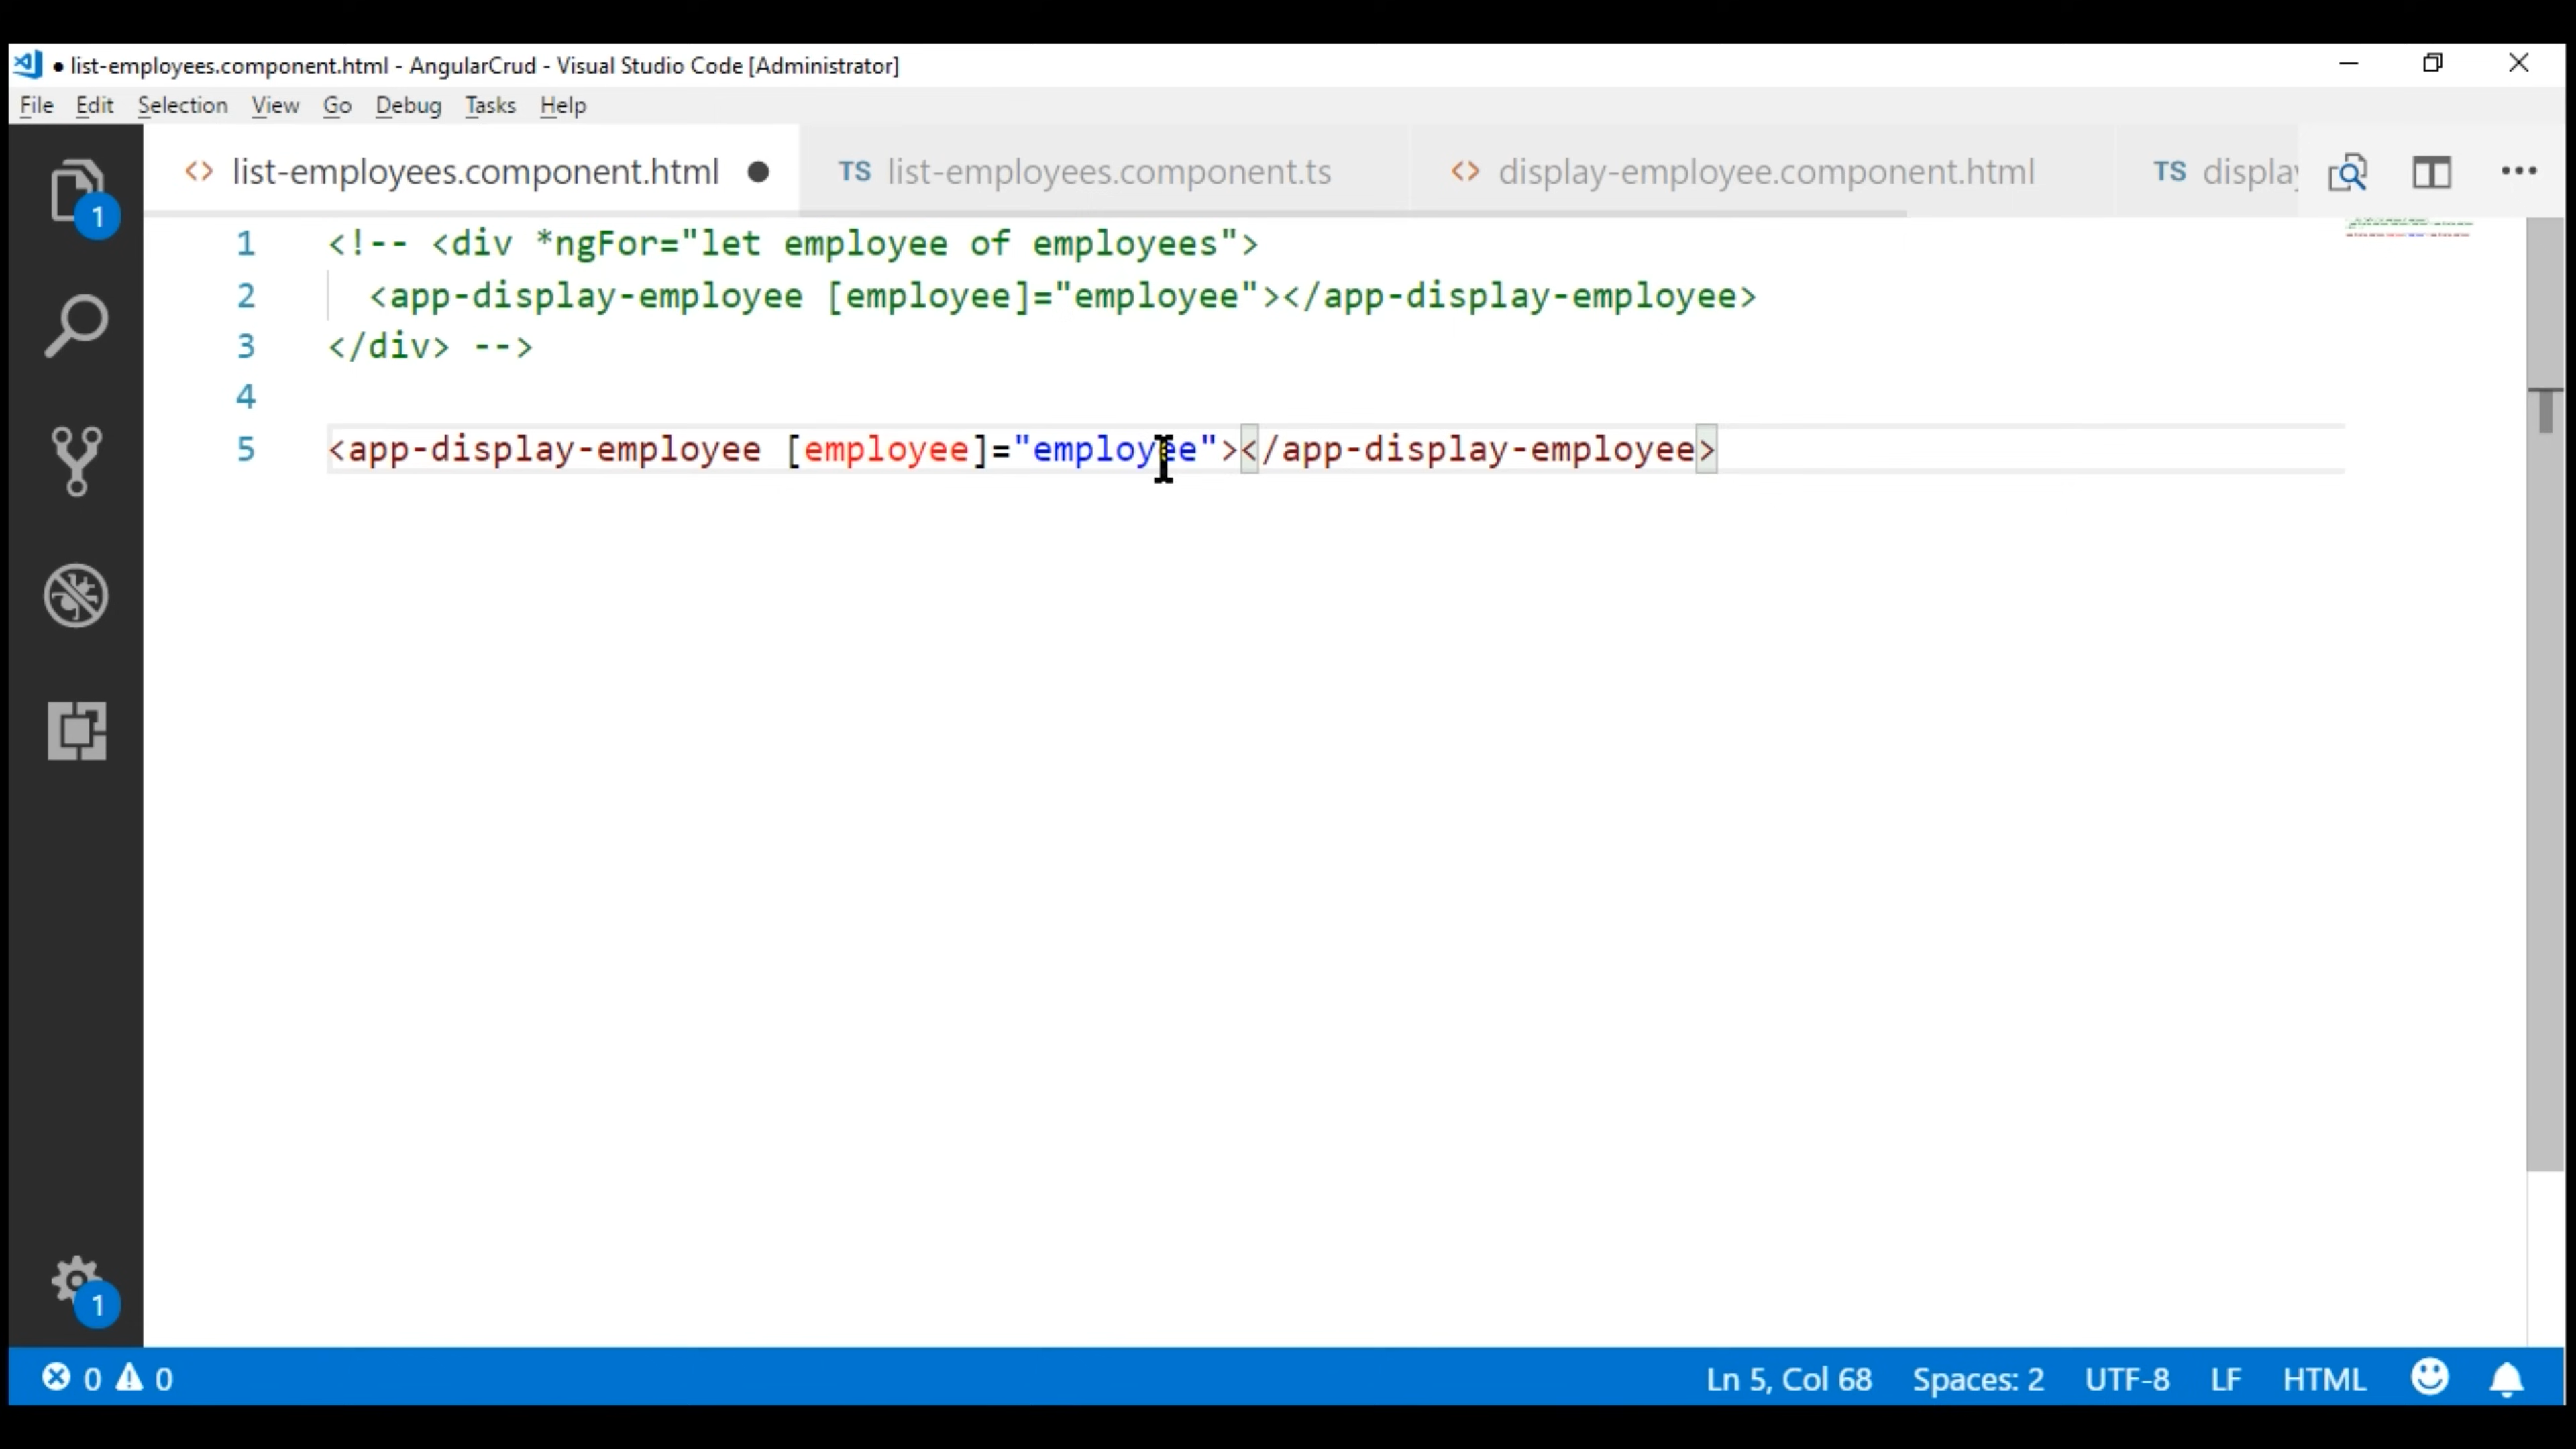 ● list-employees.component.html - AngularCrud - Visual Studio Code [Administrator]
File Edit Selection View Go Debug Tasks Help
<> list-employees.component.html ● TS list-employees.component.ts <> display-employee.component.html TS display
1 <!-- <div *ngFor="let employee of employees">
2 <app-display-employee [employee]="employee"></app-display-employee>
3 </div> -->
4
5 <app-display-employee [employee]="employee"></app-display-employee>
1
1
0 0 Ln 5, Col 68 Spaces: 2 UTF-8 LF HTML